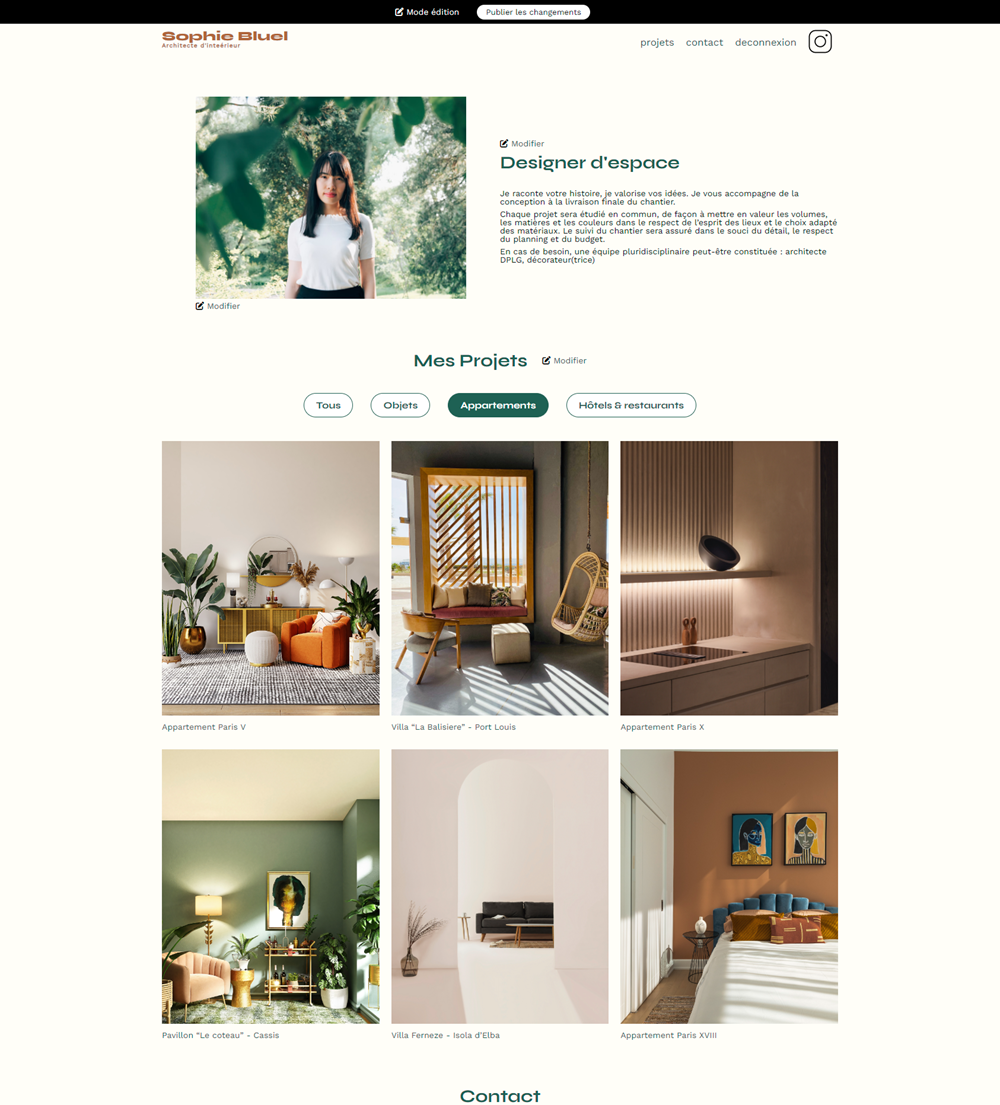 Mode édition
Publier les changements
Sophie Bluel
Architecte d'inteérieur
projets
contact
deconnexion
Modifier
Designer d'espace
Je raconte votre histoire, je valorise vos idées. Je vous accompagne de la
conception à la livraison finale du chantier.
Chaque projet sera étudié en commun, de façon à mettre en valeur les volumes,
les matières et les couleurs dans le respect de l'esprit des lieux et le choix adapté
des matériaux. Le suivi du chantier sera assuré dans le souci du détail, le respect
du planning et du budget.
En cas de besoin, une équipe pluridisciplinaire peut-être constituée : architecte
DPLG, décorateur(trice)
Modifier
Mes Projets
Modifier
Tous
Objets
Appartements
Hôtels & restaurants
Appartement Paris V
Villa “La Balisiere” - Port Louis
Appartement Paris X
Pavillon “Le coteau” - Cassis
Villa Ferneze - Isola d'Elba
Appartement Paris XVIII
Contact